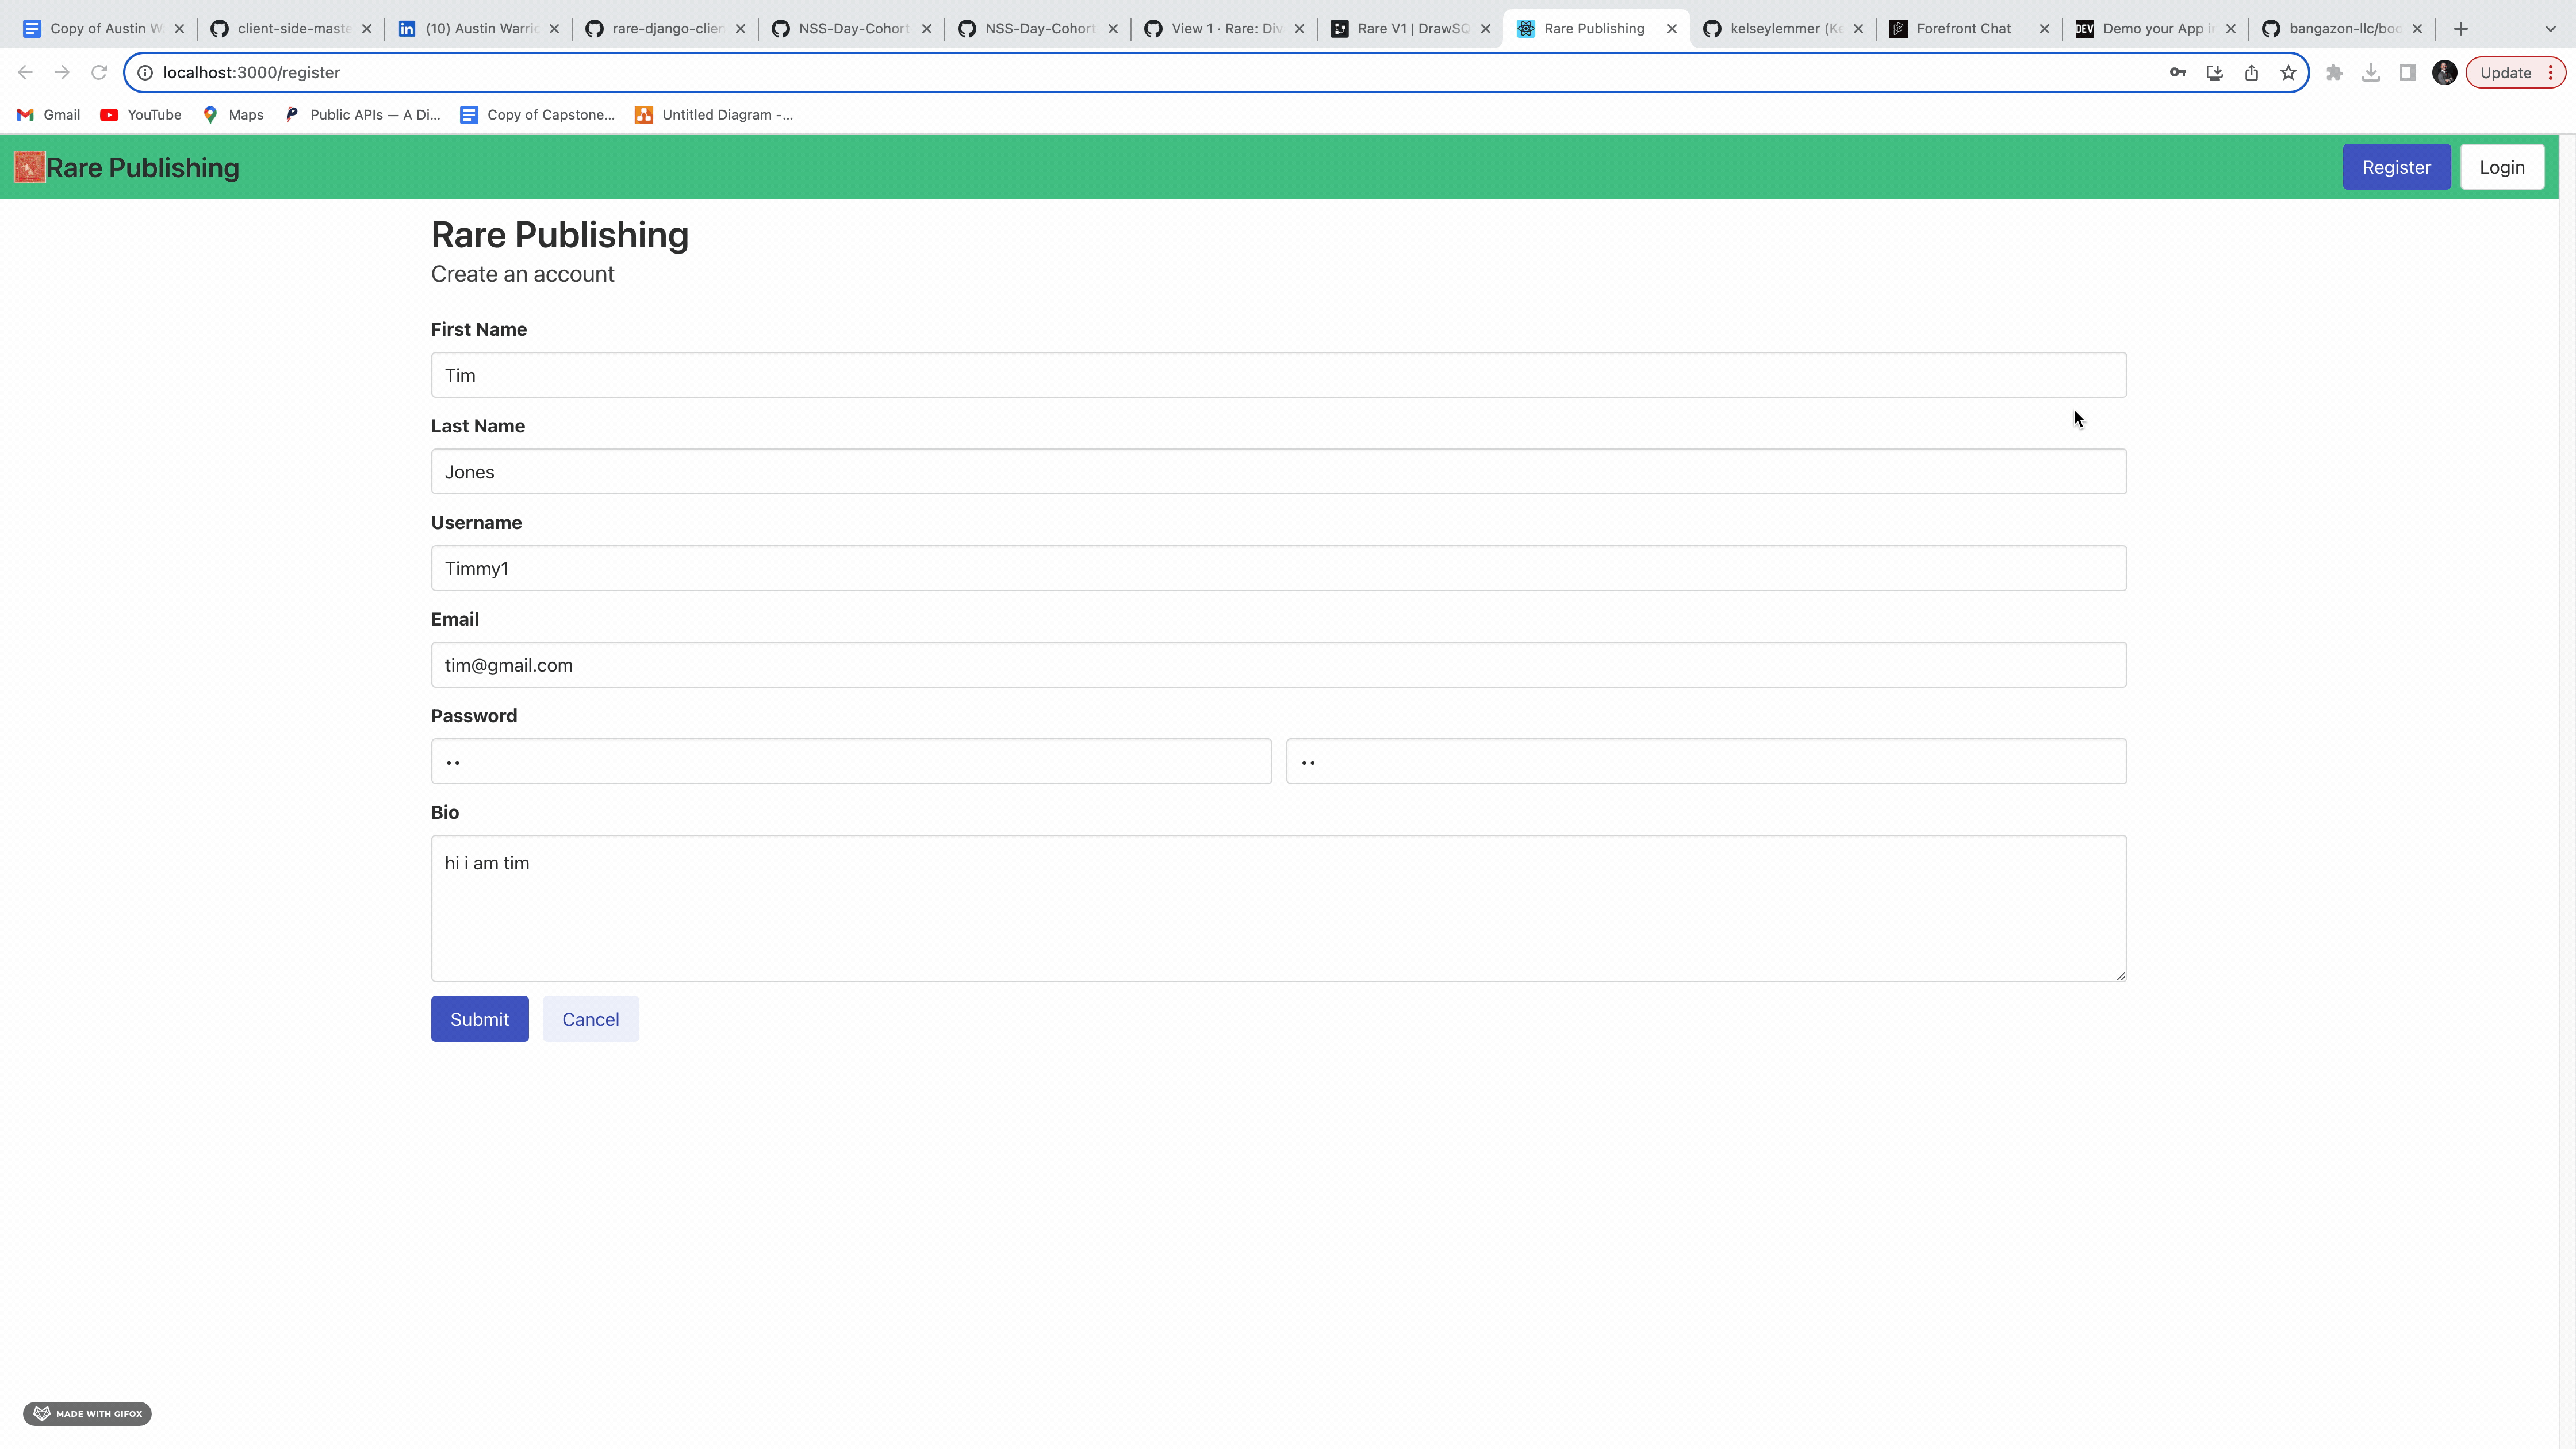 Copy of Austin W
client-side-maste
(10) Austin Warric
rare-django-clien
NSS-Day-Cohort
NSS-Day-Cohort
View 1 · Rare: Div
Rare V1 | DrawSQ
Rare Publishing
kelseylemmer (Ke
Forefront Chat
DEV Demo your App in
bangazon-llc/boo
localhost:3000/register
Update
Gmail
YouTube
Maps
Public APIs — A Di...
Copy of Capstone...
Untitled Diagram -...
Rare Publishing
Register
Login
Rare Publishing
Create an account
First Name
Tim
Last Name
Jones
Username
Timmy1
Email
tim@gmail.com
Password
•• ••
Bio
hi i am tim
Submit
Cancel
MADE WITH GIFOX